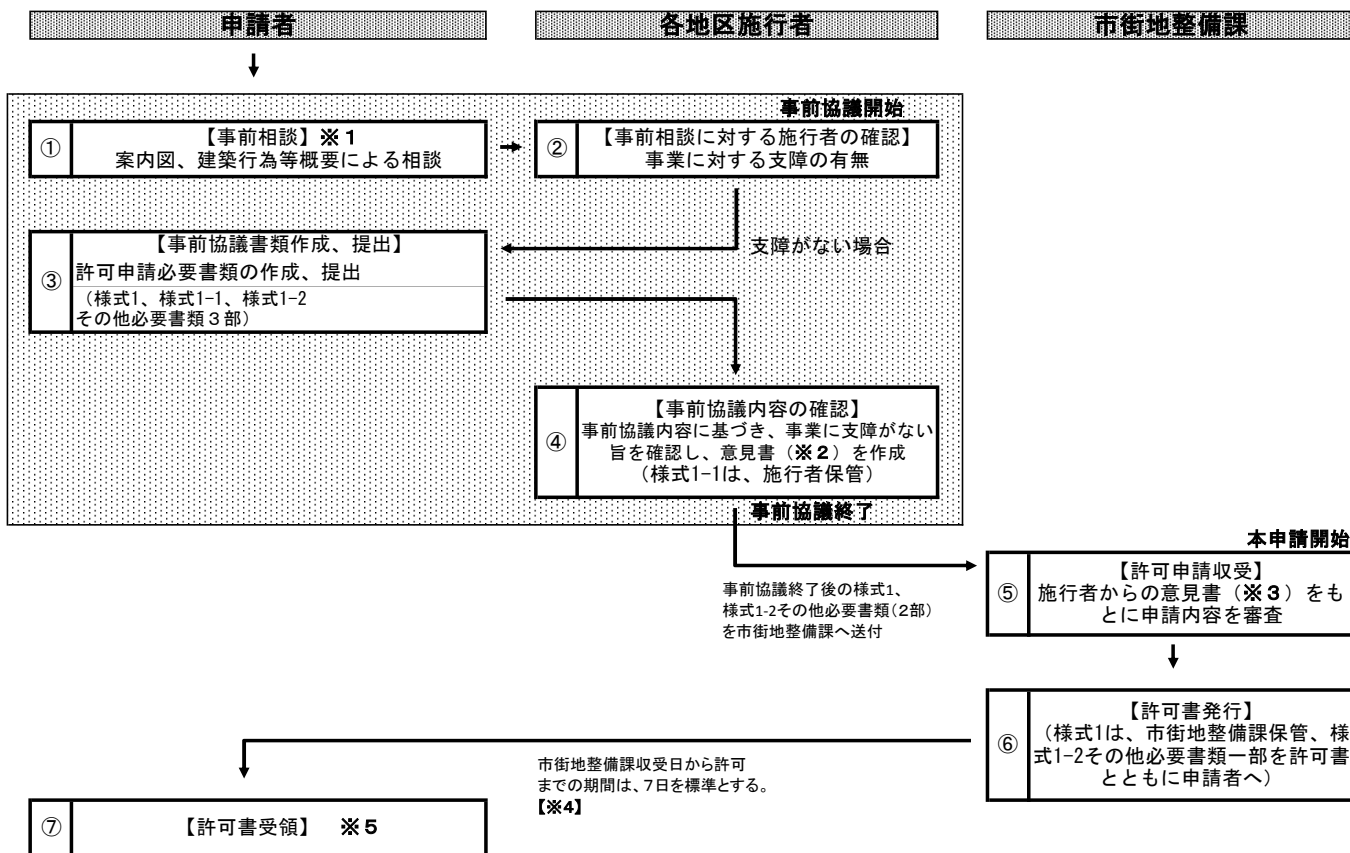 申請者
各地区施行者
市街地整備課
事前協議開始
①
【事前相談】※１
案内図、建築行為等概要による相談
②
【事前相談に対する施行者の確認】
事業に対する支障の有無
支障がない場合
③
【事前協議書類作成、提出】
許可申請必要書類の作成、提出
（様式1、様式1-1、様式1-2
その他必要書類３部）
④
【事前協議内容の確認】
事前協議内容に基づき、事業に支障がない
旨を確認し、意見書（※２）を作成
（様式1-1は、施行者保管）
事前協議終了
事前協議終了後の様式1、
様式1-2その他必要書類（2部）
を市街地整備課へ送付
本申請開始
⑤
【許可申請収受】
施行者からの意見書（※３）をも
とに申請内容を審査
⑥
【許可書発行】
（様式1は、市街地整備課保管、様
式1-2その他必要書類一部を許可書
とともに申請者へ）
市街地整備課収受日から許可
までの期間は、7日を標準とする。
【※4】
⑦
【許可書受領】 ※５